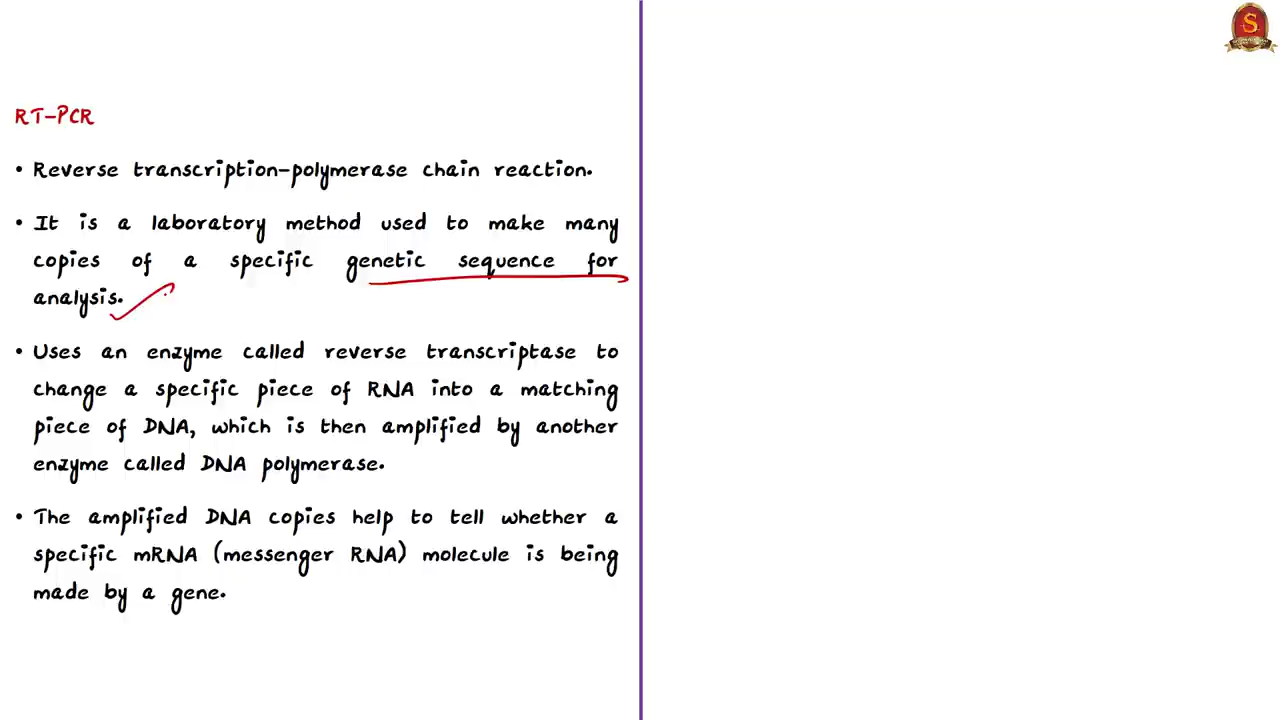 RT-PCR
• Reverse transcription-polymerase chain reaction.
• It is a laboratory method used to make many
copies of a specific genetic sequence for
analysis.
• Uses an enzyme called reverse transcriptase to
change a specific piece of RNA into a matching
piece of DNA, which is then amplified by another
enzyme called DNA polymerase.
• The amplified DNA copies help to tell whether a
specific mRNA (messenger RNA) molecule is being
made by a gene.
S